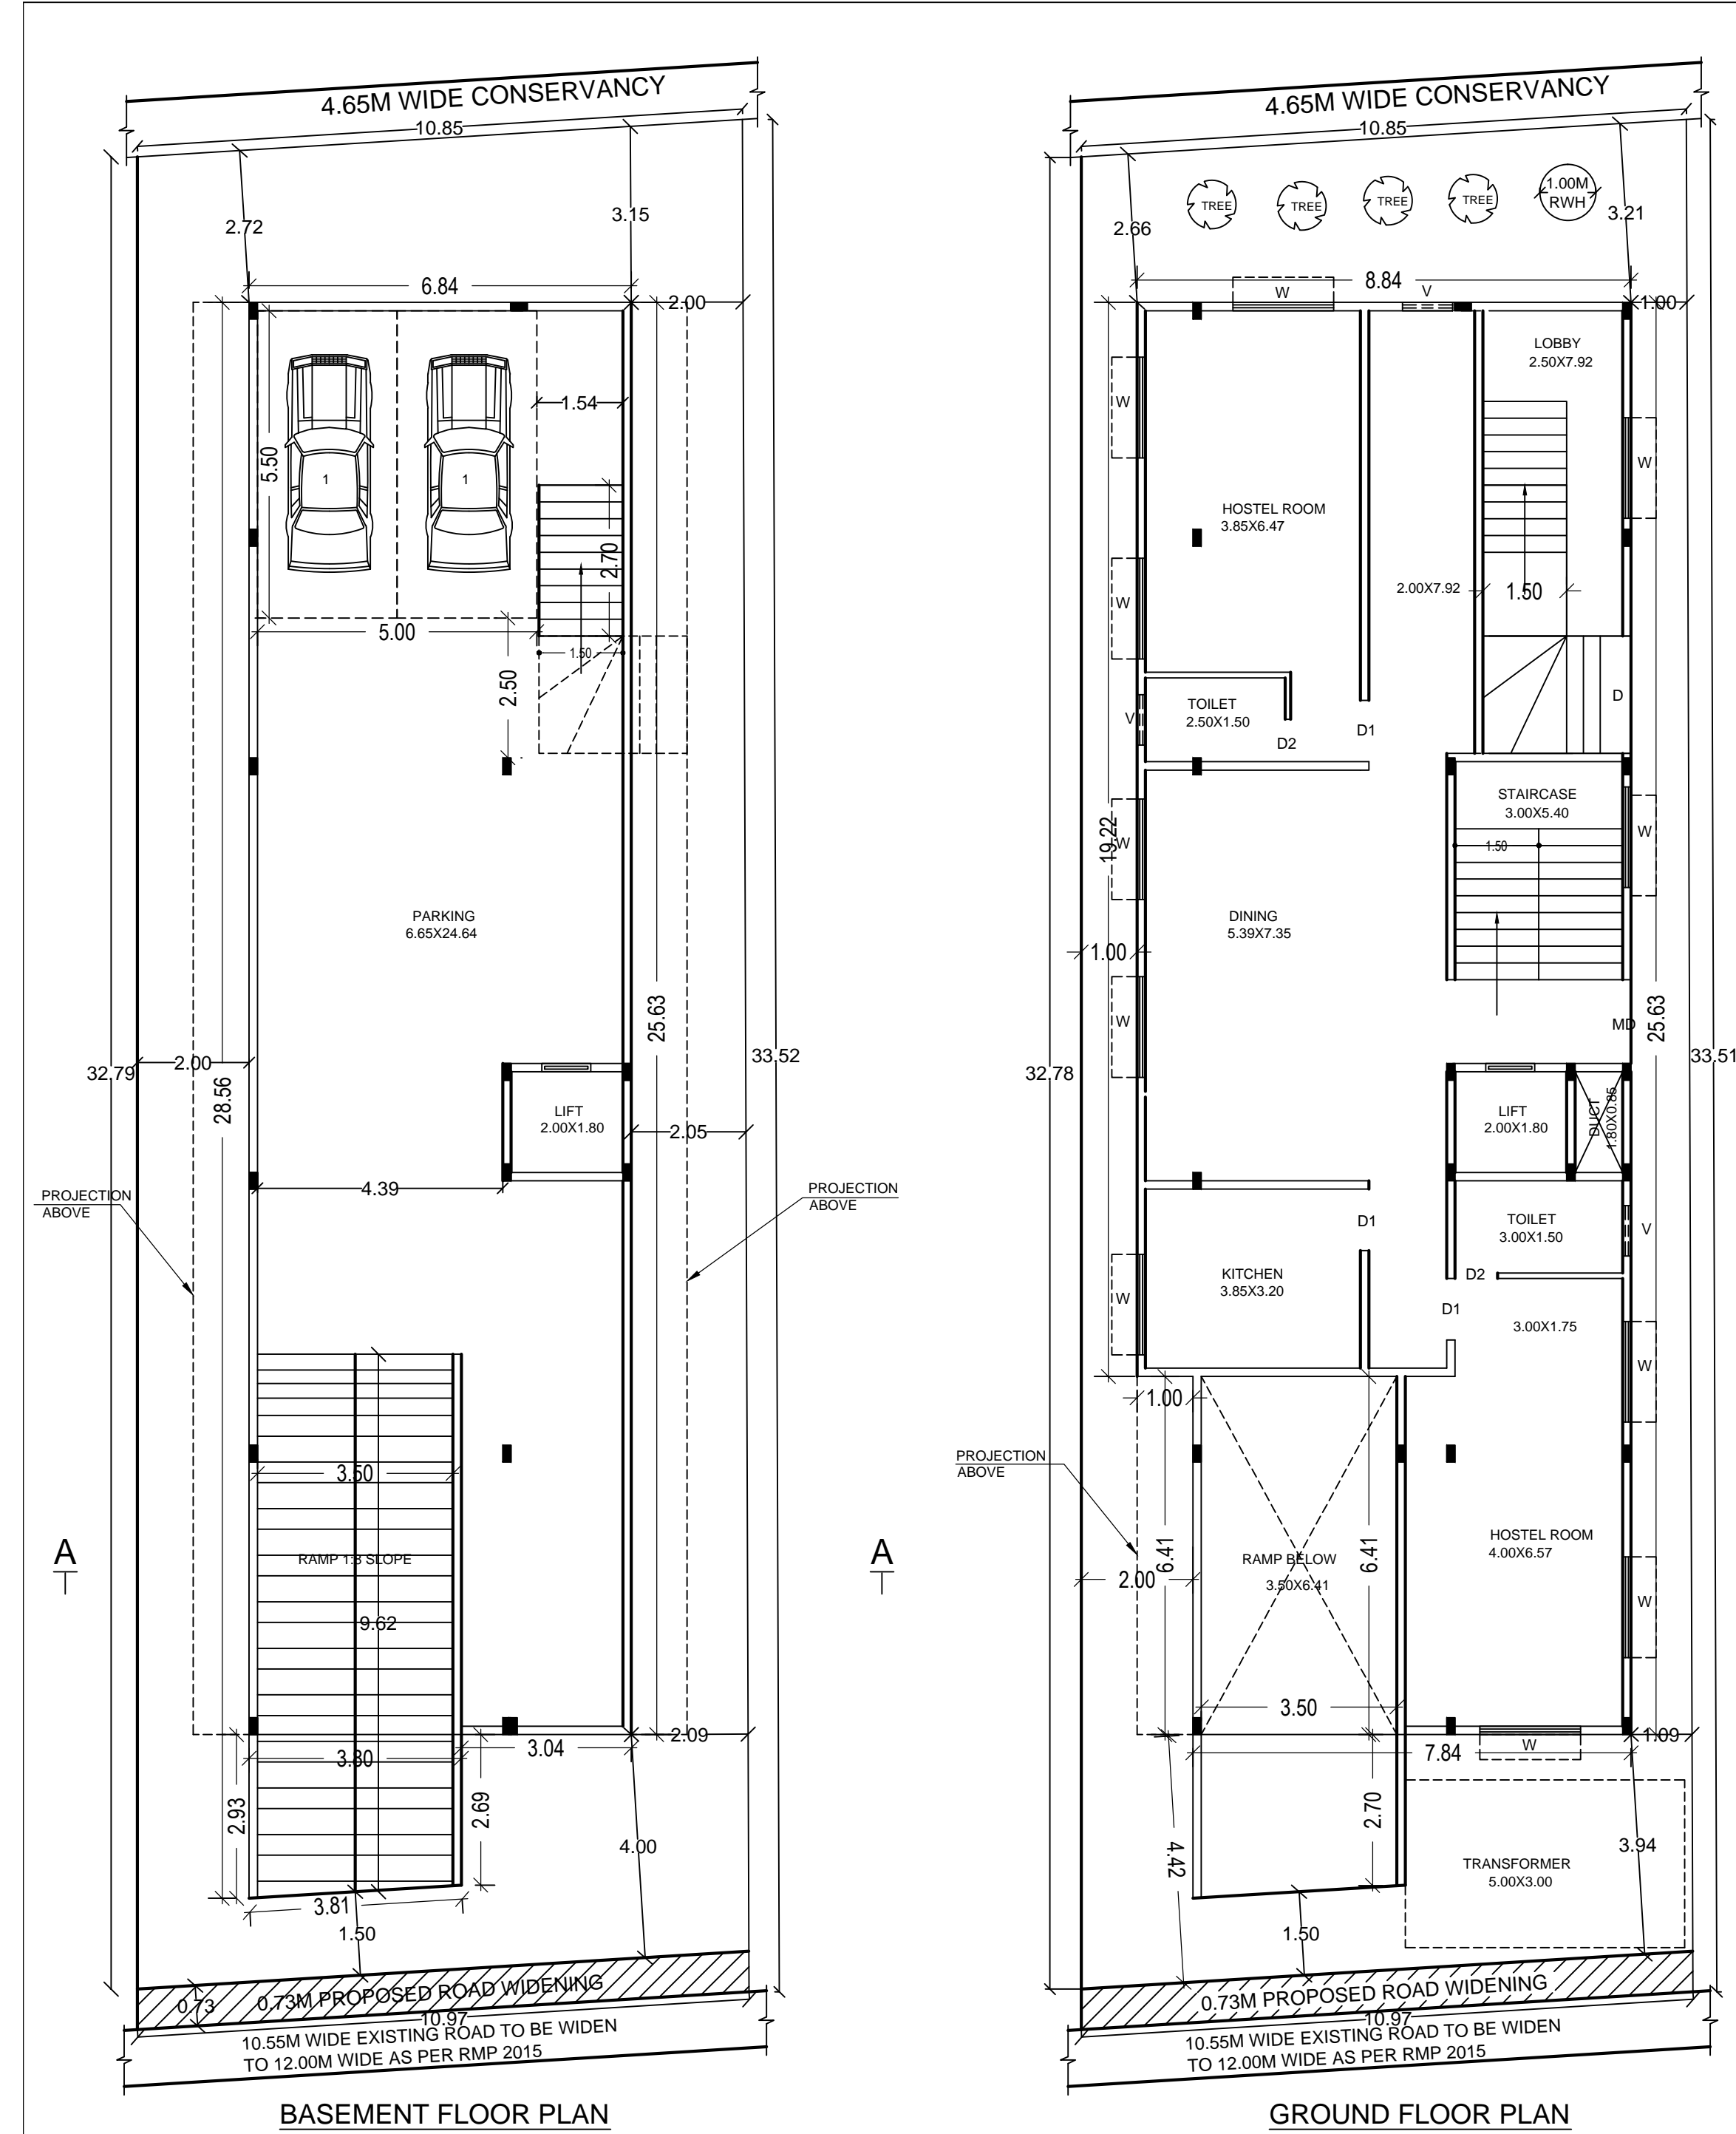 4.65M WIDE CONSERVANCY
10.85
2.72
3.15
6.84
2.00
1.54
5.50
1
1
2.70
5.00
1.50
2.50
PARKING
6.65X24.64
25.63
33.52
32.79
2.00
28.56
LIFT
2.00X1.80
2.05
4.39
PROJECTION
ABOVE
PROJECTION
ABOVE
3.50
A
RAMP 1:8 SLOPE
9.62
2.09
3.80
3.04
2.93
2.69
4.00
3.81
1.50
0.73
0.73M PROPOSED ROAD WIDENING
10.97
10.55M WIDE EXISTING ROAD TO BE WIDEN
TO 12.00M WIDE AS PER RMP 2015
BASEMENT FLOOR PLAN
4.65M WIDE CONSERVANCY
10.85
TREE
TREE
TREE
TREE
1.00M
RWH
2.66
3.21
8.84
W
V
1.00
LOBBY
2.50X7.92
W
W
HOSTEL ROOM
3.85X6.47
2.00X7.92
1.50
W
TOILET
2.50X1.50
V
D2
D1
D
STAIRCASE
3.00X5.40
19.22
W
W
1.50
DINING
5.39X7.35
1.00
W
MD
25.63
33.51
32.78
LIFT
2.00X1.80
DUCT
1.80X0.85
D1
TOILET
3.00X1.50
V
KITCHEN
3.85X3.20
W
D2
D1
3.00X1.75
W
1.00
PROJECTION
ABOVE
A
6.41
6.41
RAMP BELOW
3.50X6.41
2.00
HOSTEL ROOM
4.00X6.57
W
3.50
1.09
7.84
W
2.70
4.42
3.94
TRANSFORMER
5.00X3.00
1.50
0.73M PROPOSED ROAD WIDENING
10.97
10.55M WIDE EXISTING ROAD TO BE WIDEN
TO 12.00M WIDE AS PER RMP 2015
GROUND FLOOR PLAN